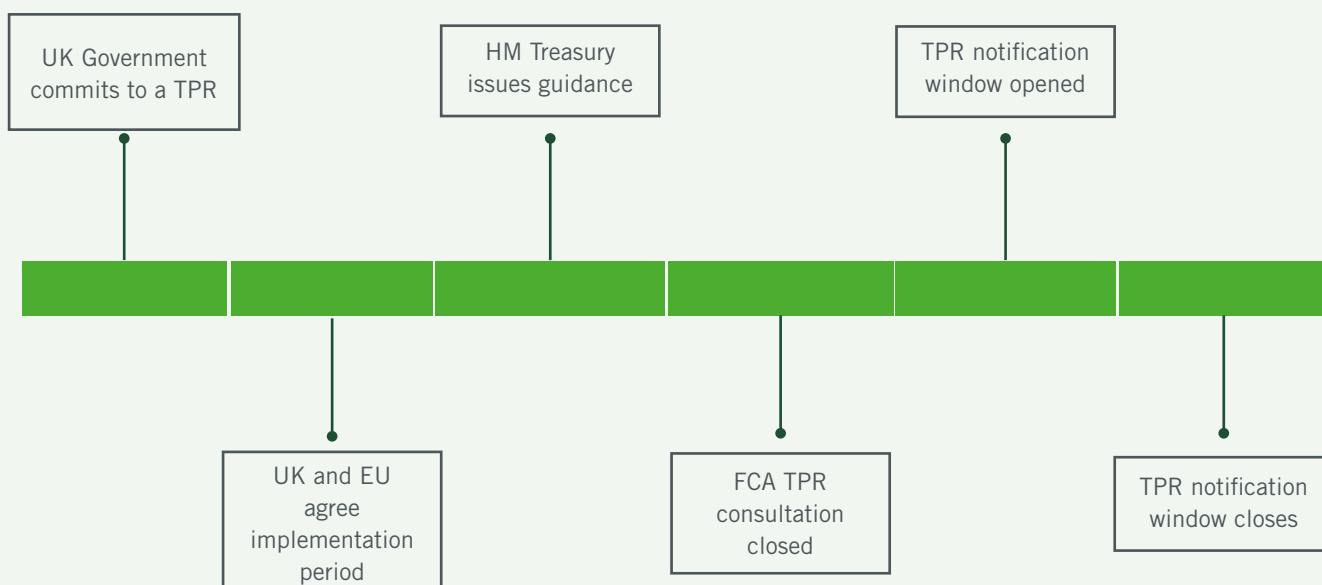 UK Government
commits to a TPR
HM Treasury
issues guidance
TPR notification
window opened
UK and EU
agree
implementation
period
FCA TPR
consultation
closed
TPR notification
window closes